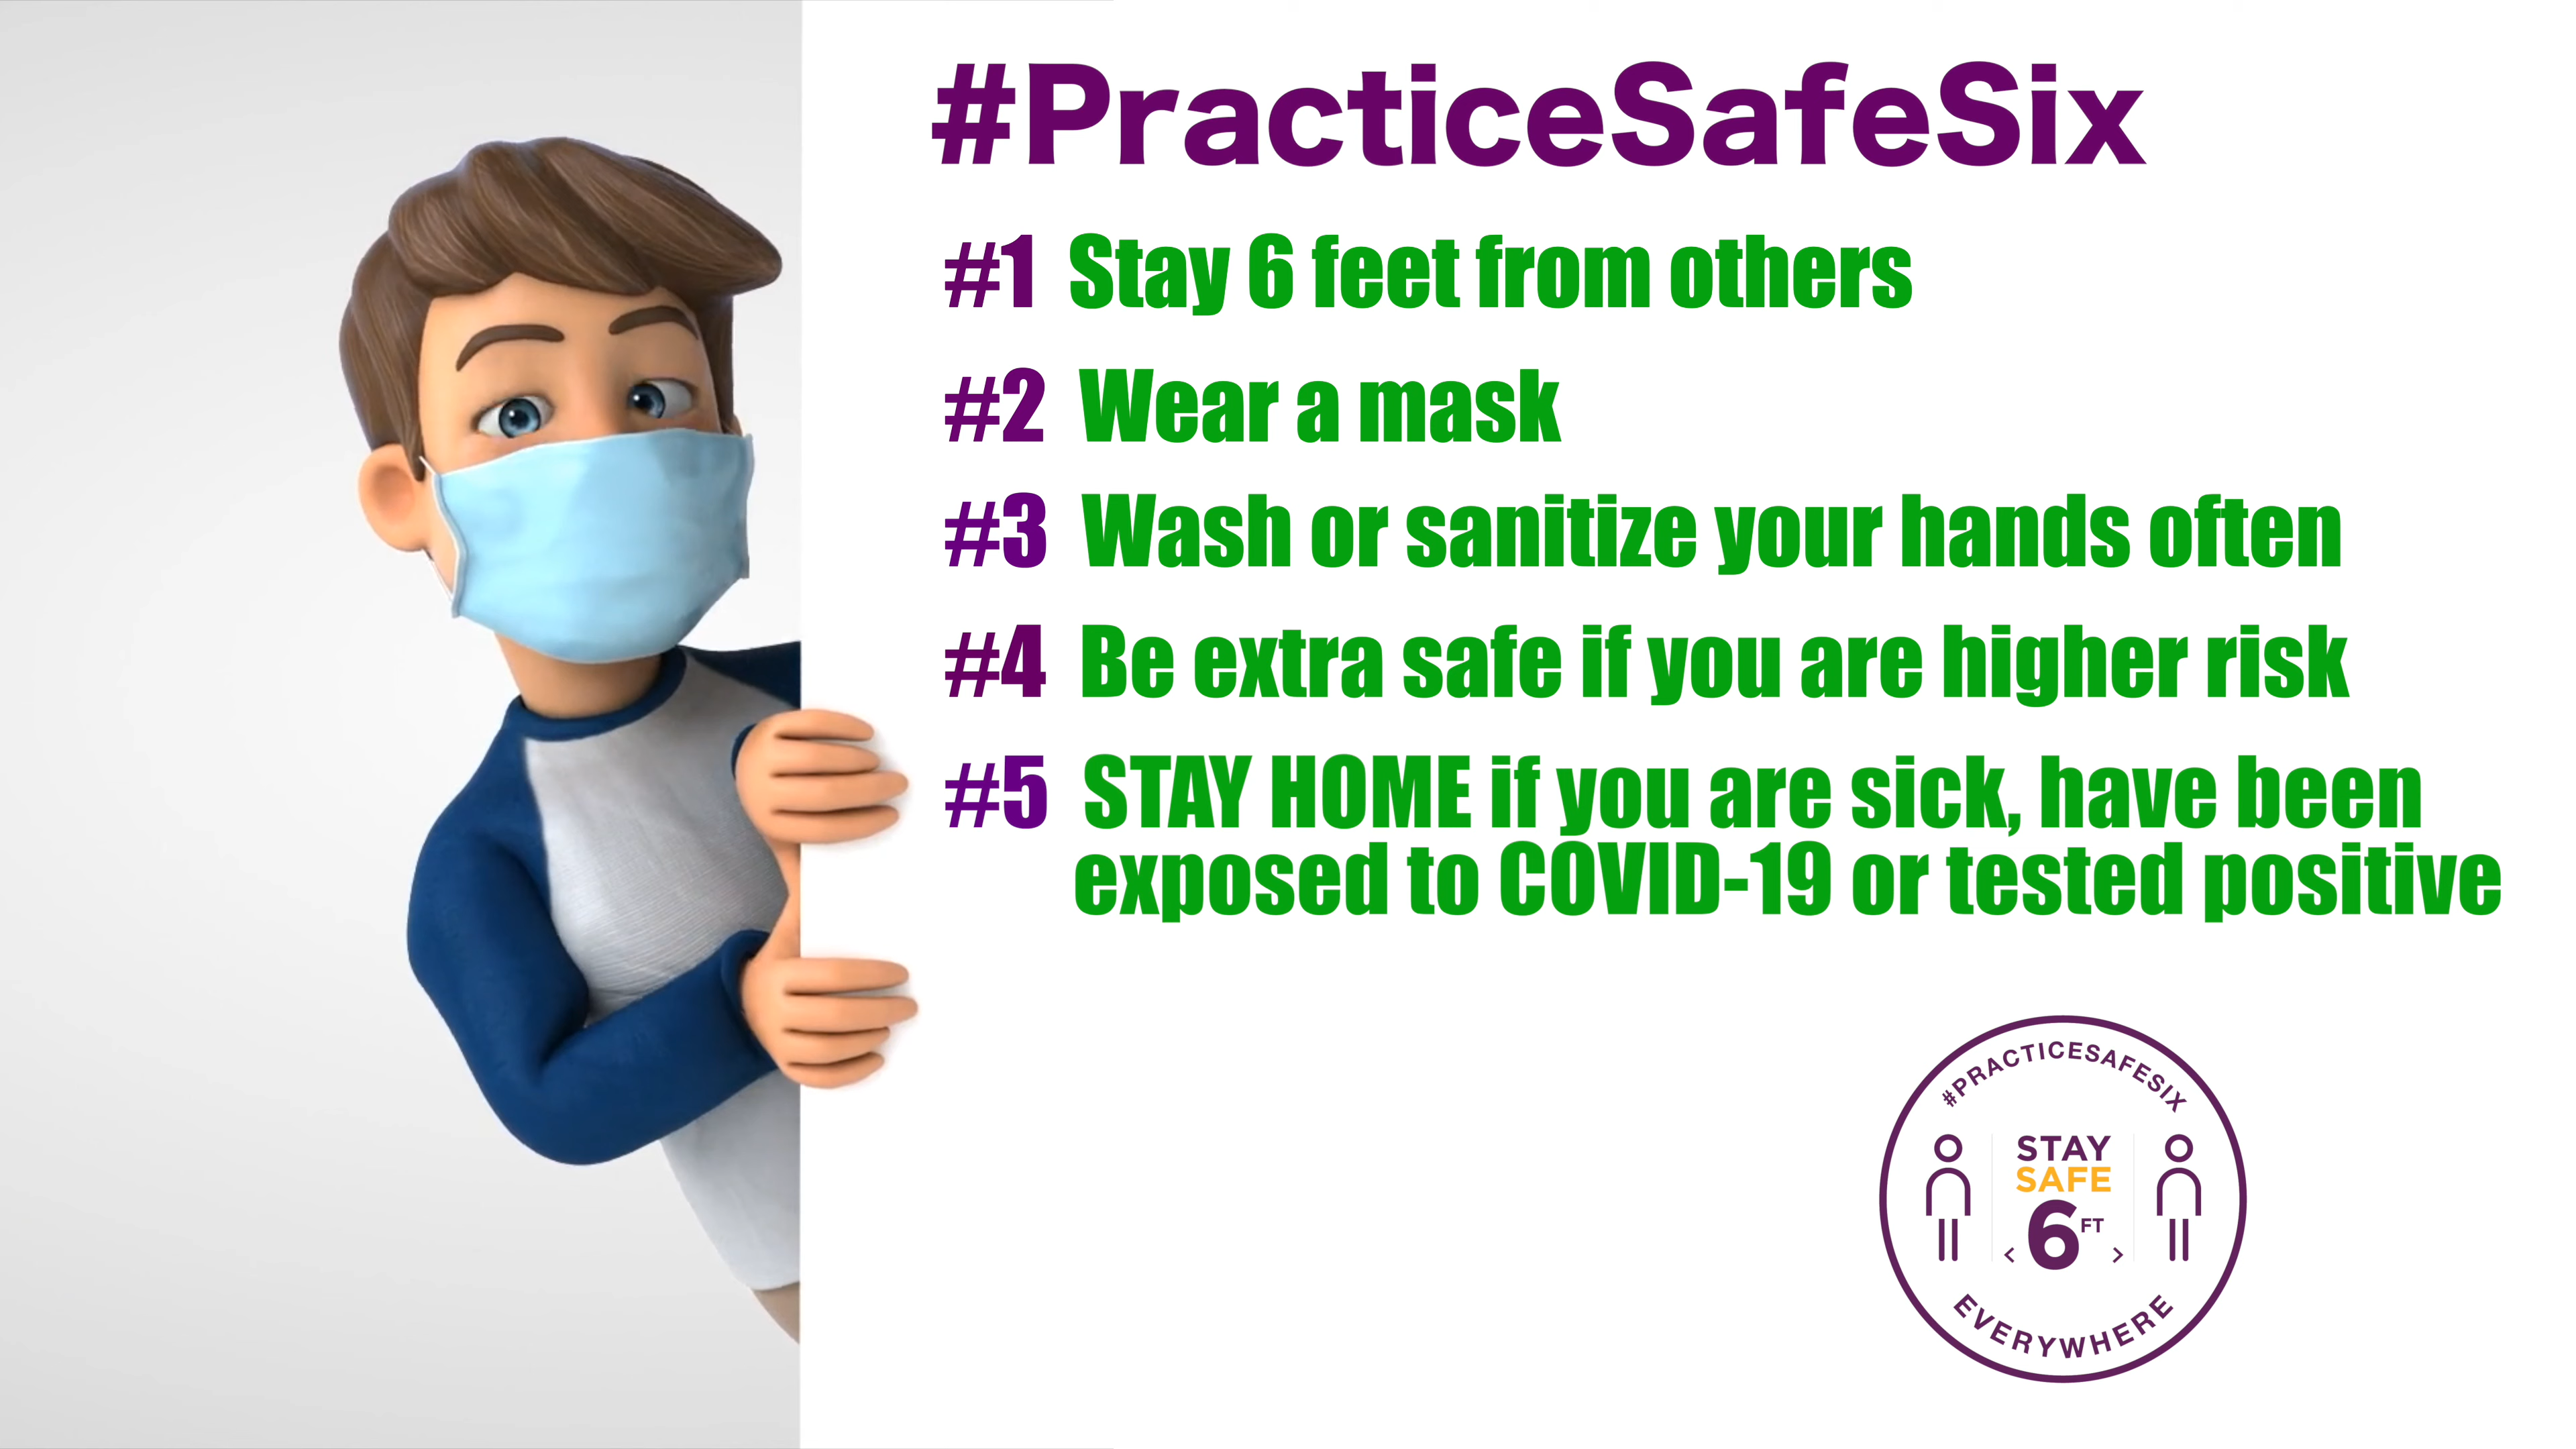 #PracticeSafeSix
#1 Stay 6 feet from others
#2 Wear a mask
#3 Wash or sanitize your hands often
#4 Be extra safe if you are higher risk
#5 STAY HOME if you are sick, have been
exposed to COVID-19 or tested positive
#PRACTICESAFESIX
STAY
SAFE
< 6 FT >
EVERYWHERE